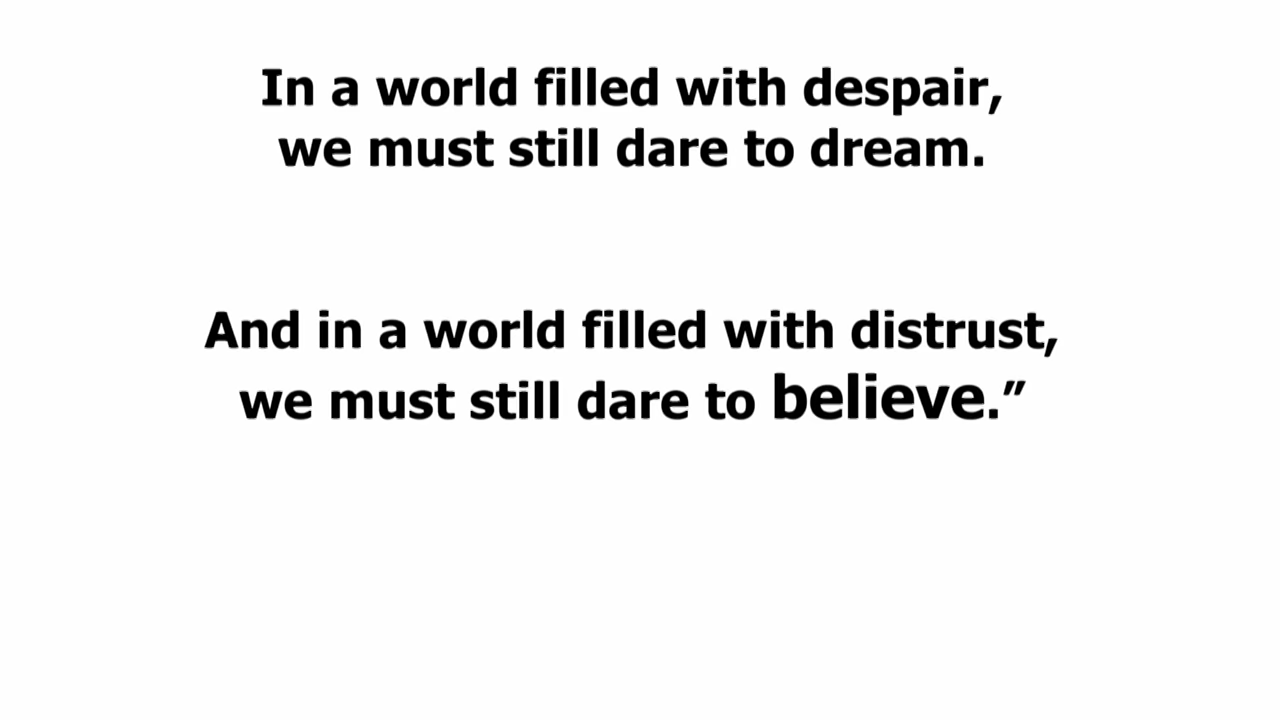 In a world filled with despair,
we must still dare to dream.
And in a world filled with distrust,
we must still dare to believe.”